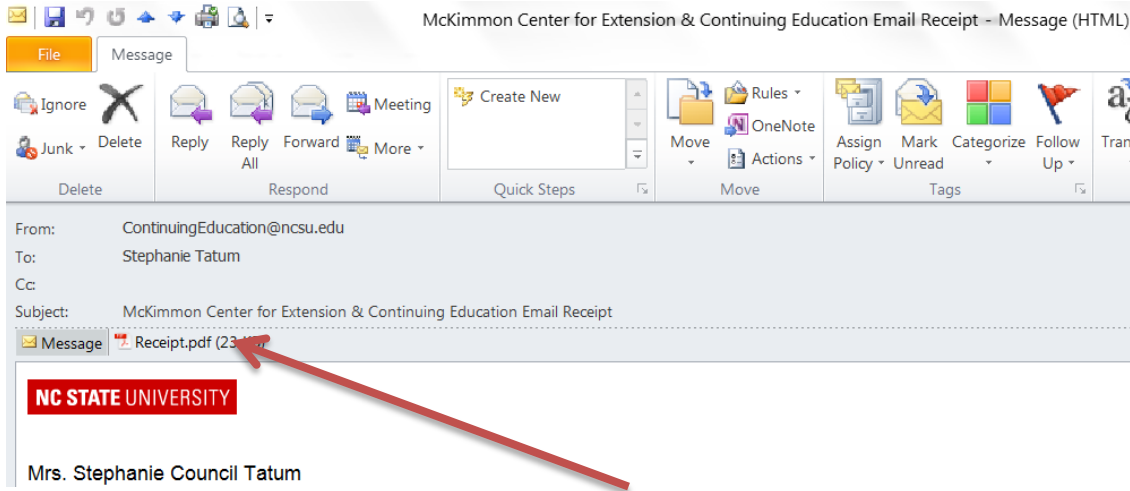 McKimmon Center for Extension & Continuing Education Email Receipt - Message (HTML)
File Message
Ignore
Junk
Delete
Reply
Reply All
Forward
Meeting
More
Create New
Move
Rules
OneNote
Actions
Assign Policy
Mark Unread
Categorize
Follow Up
Delete Respond Quick Steps Move Tags
From: ContinuingEducation@ncsu.edu
To: Stephanie Tatum
Cc:
Subject: McKimmon Center for Extension & Continuing Education Email Receipt
Message Receipt.pdf
NC STATE UNIVERSITY
Mrs. Stephanie Council Tatum